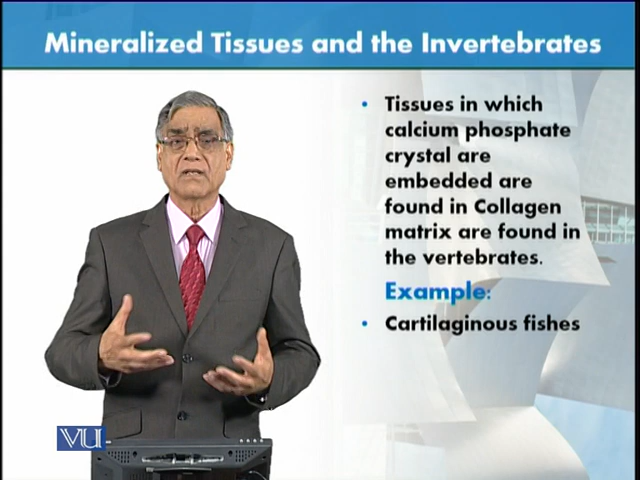 Mineralized Tissues and the Invertebrates
• Tissues in which
calcium phosphate
crystal are
embedded are
found in Collagen
matrix are found in
the vertebrates.
Example:
• Cartilaginous fishes
VU